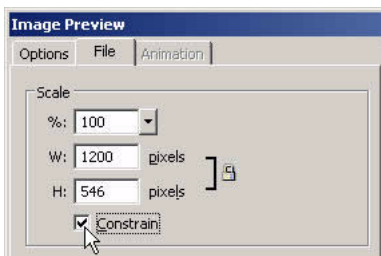 Image Preview
Options File Animation
Scale
%: 100
W: 1200 pixels
H: 546 pixels
Constrain